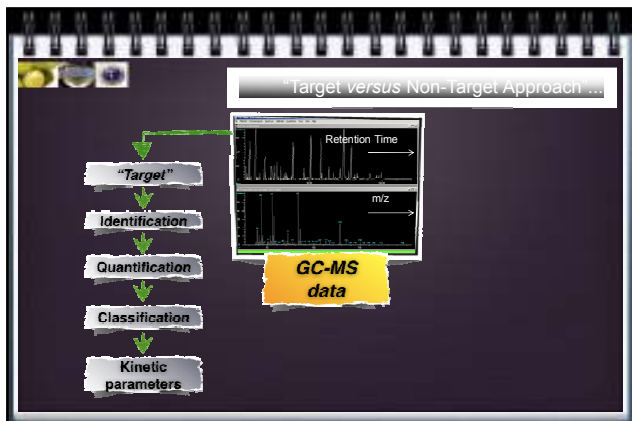 “Target versus Non-Target Approach”...
Retention Time
m/z
“Target”
Identification
Quantification
Classification
Kinetic
parameters
GC-MS
data